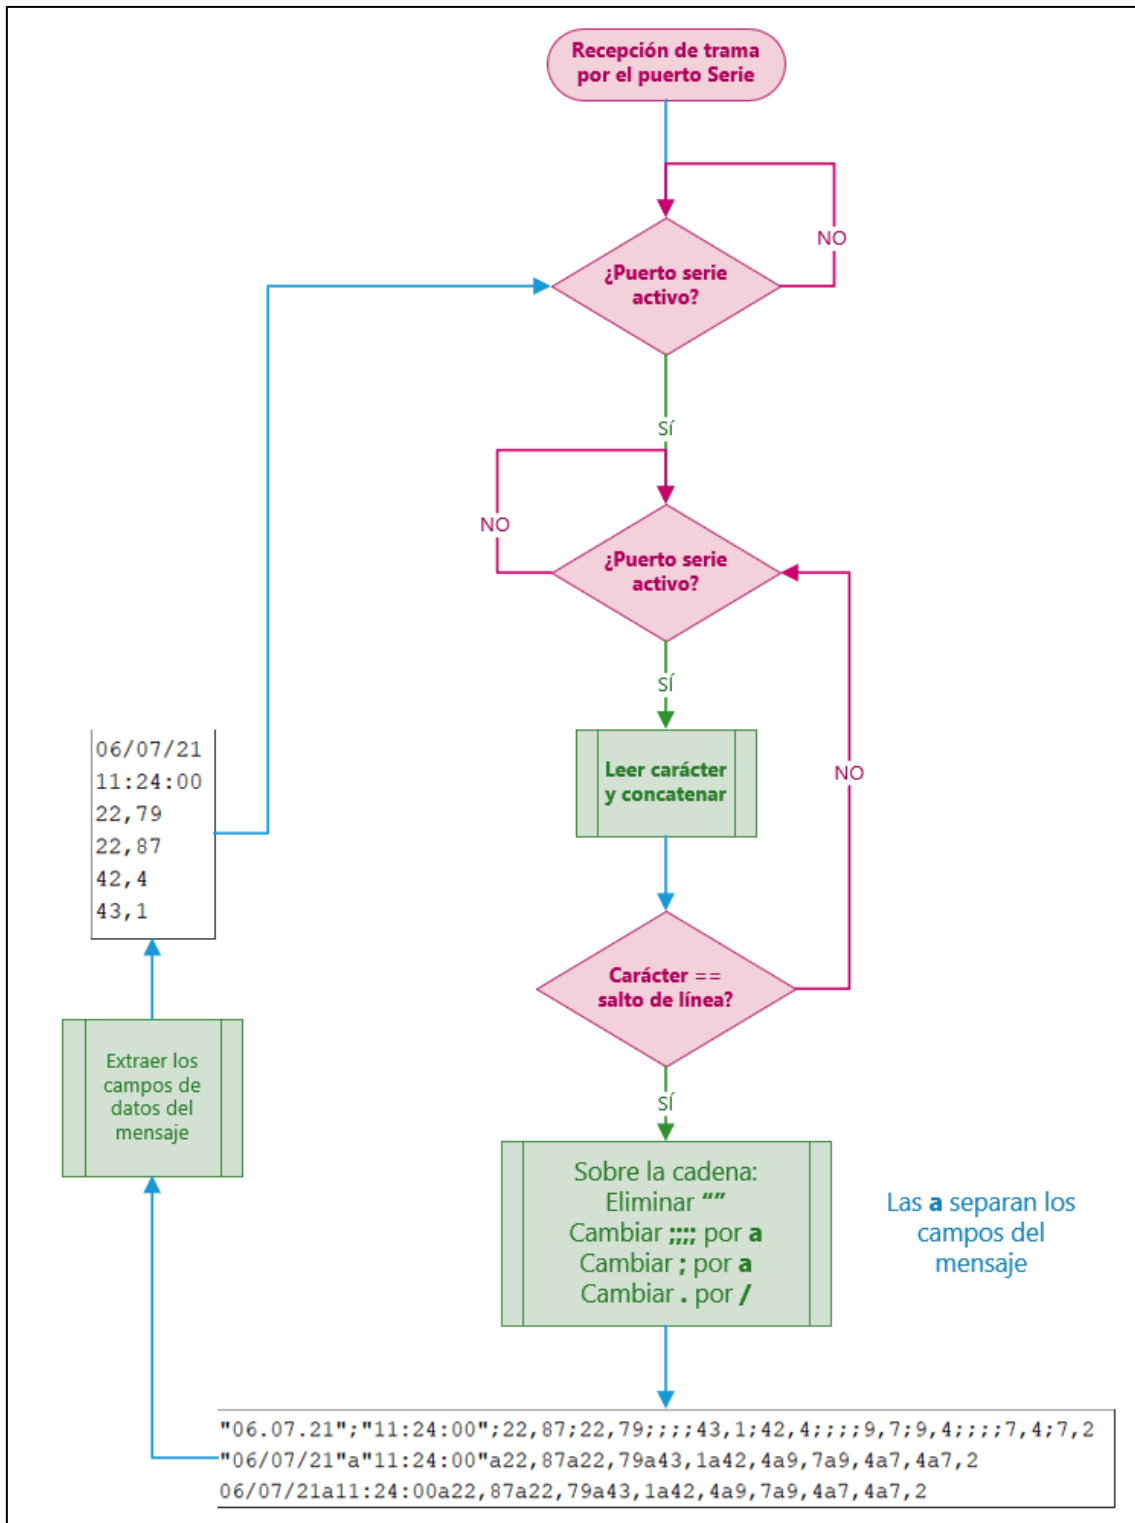 Recepción de trama
por el puerto Serie
NO
¿Puerto serie
activo?
SÍ
NO
¿Puerto serie
activo?
SÍ
Leer carácter
y concatenar
NO
06/07/21
11:24:00
22,79
22,87
42,4
43,1
Carácter ==
salto de línea?
SÍ
Extraer los
campos de
datos del
mensaje
Sobre la cadena:
Eliminar “”
Cambiar ;;;; por a
Cambiar ; por a
Cambiar . por /
Las a separan los
campos del
mensaje
"06.07.21";"11:24:00";22,87;22,79;;;;43,1;42,4;;;;9,7;9,4;;;;7,4;7,2
"06/07/21"a"11:24:00"a22,87a22,79a43,1a42,4a9,7a9,4a7,4a7,2
06/07/21a11:24:00a22,87a22,79a43,1a42,4a9,7a9,4a7,4a7,2